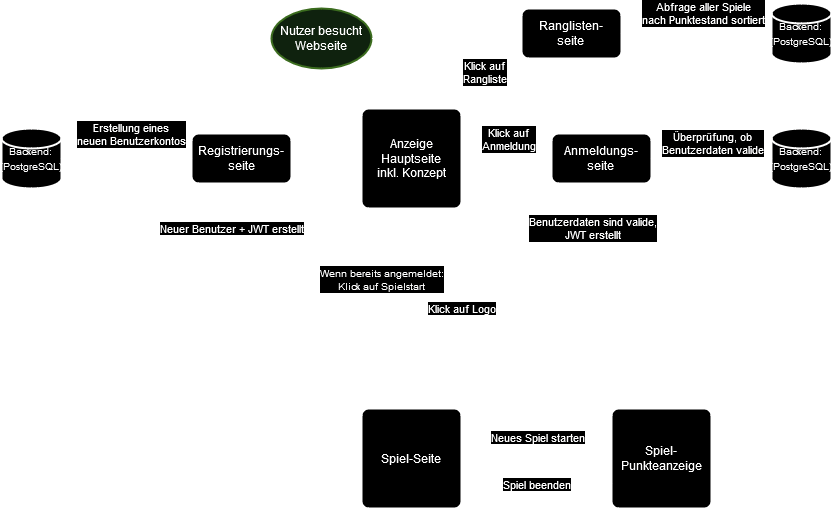 Nutzer besucht
Webseite
Ranglisten-
seite
Abfrage aller Spiele
nach Punktestand sortiert
Backend:
(PostgreSQL)
Klick auf
Rangliste
Backend:
(PostgreSQL)
Erstellung eines
neuen Benutzerkontos
Registrierungs-
seite
Anzeige
Hauptseite
inkl. Konzept
Klick auf
Anmeldung
Anmeldungs-
seite
Überprüfung, ob
Benutzerdaten valide
Backend:
(PostgreSQL)
Neuer Benutzer + JWT erstellt
Benutzerdaten sind valide,
JWT erstellt
Wenn bereits angemeldet:
Klick auf Spielstart
Klick auf Logo
Spiel-Seite
Neues Spiel starten
Spiel beenden
Spiel-
Punkteanzeige